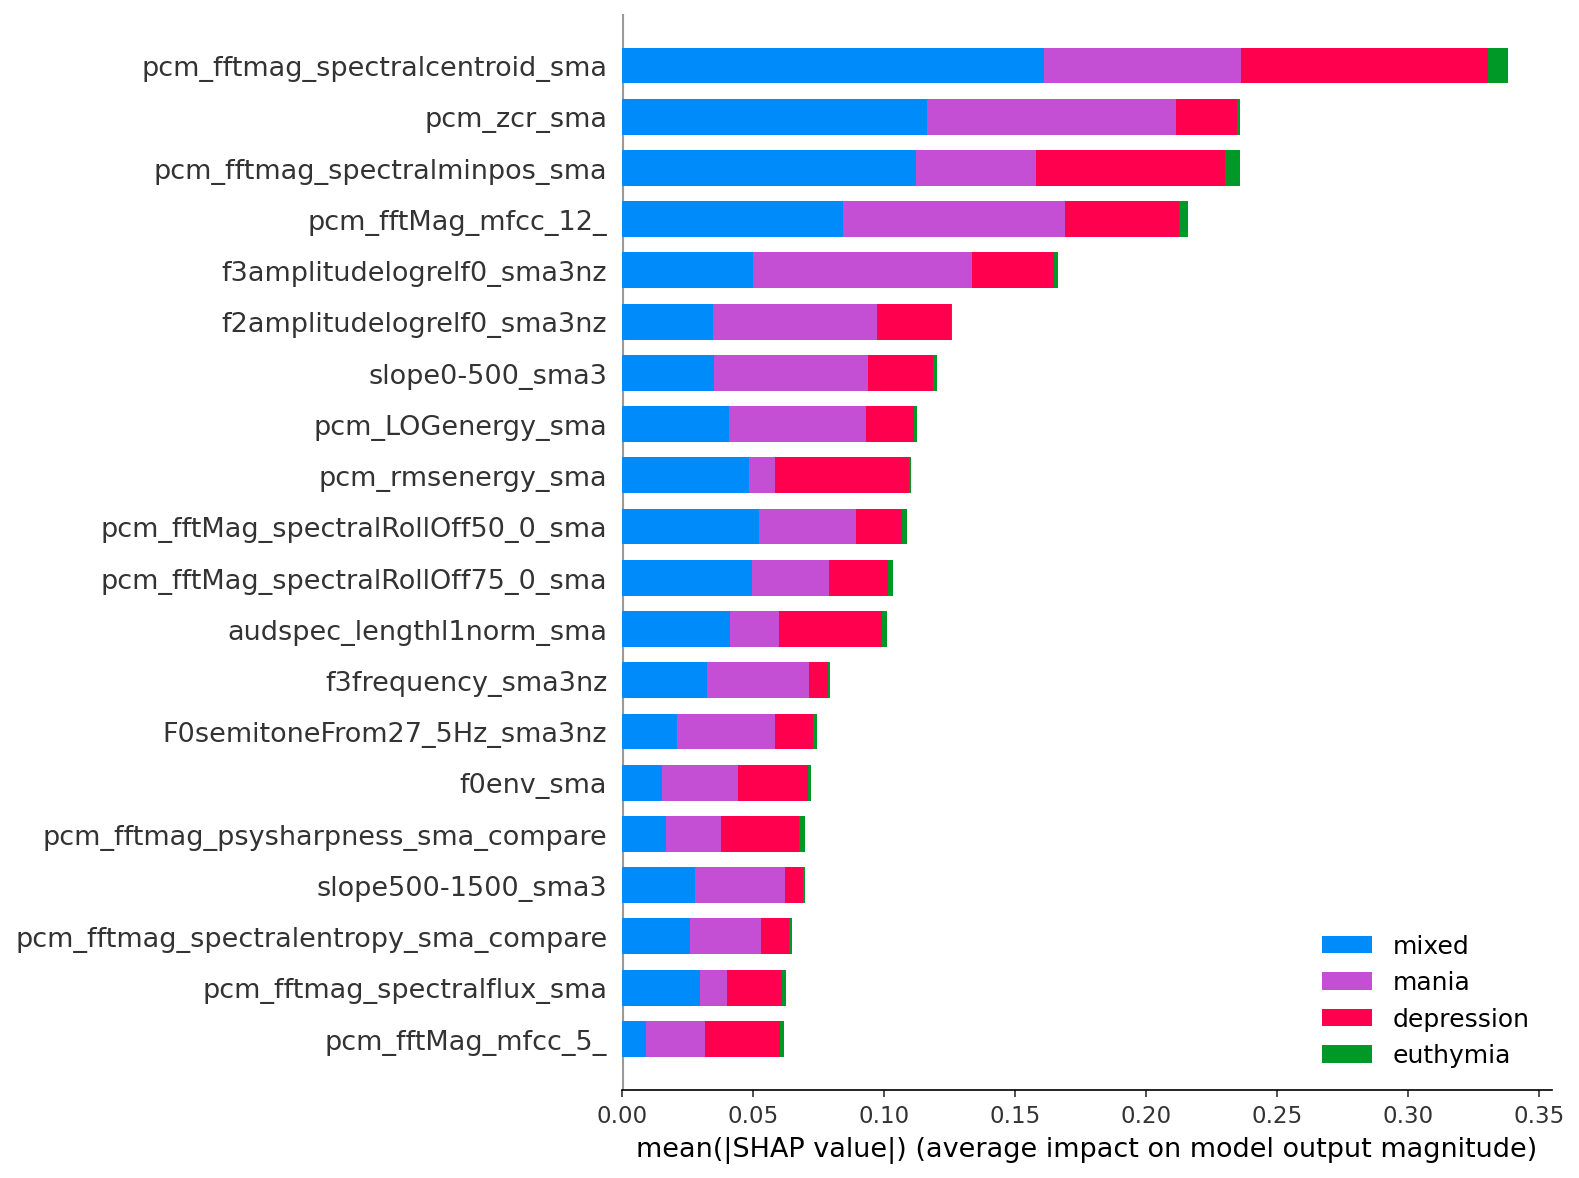 pcm_fftmag_spectralcentroid_sma
pcm_zcr_sma
pcm_fftmag_spectralminpos_sma
pcm_fftMag_mfcc_12_
f3amplitudelogrelf0_sma3nz
f2amplitudelogrelf0_sma3nz
slope0-500_sma3
pcm_LOGenergy_sma
pcm_rmsenergy_sma
pcm_fftMag_spectralRollOff50_0_sma
pcm_fftMag_spectralRollOff75_0_sma
audspec_lengthl1norm_sma
f3frequency_sma3nz
F0semitoneFrom27_5Hz_sma3nz
f0env_sma
pcm_fftmag_psysharpness_sma_compare
slope500-1500_sma3
pcm_fftmag_spectralentropy_sma_compare
pcm_fftmag_spectralflux_sma
pcm_fftMag_mfcc_5_
mixed
mania
depression
euthymia
0.00 0.05 0.10 0.15 0.20 0.25 0.30 0.35
mean(|SHAP value|) (average impact on model output magnitude)